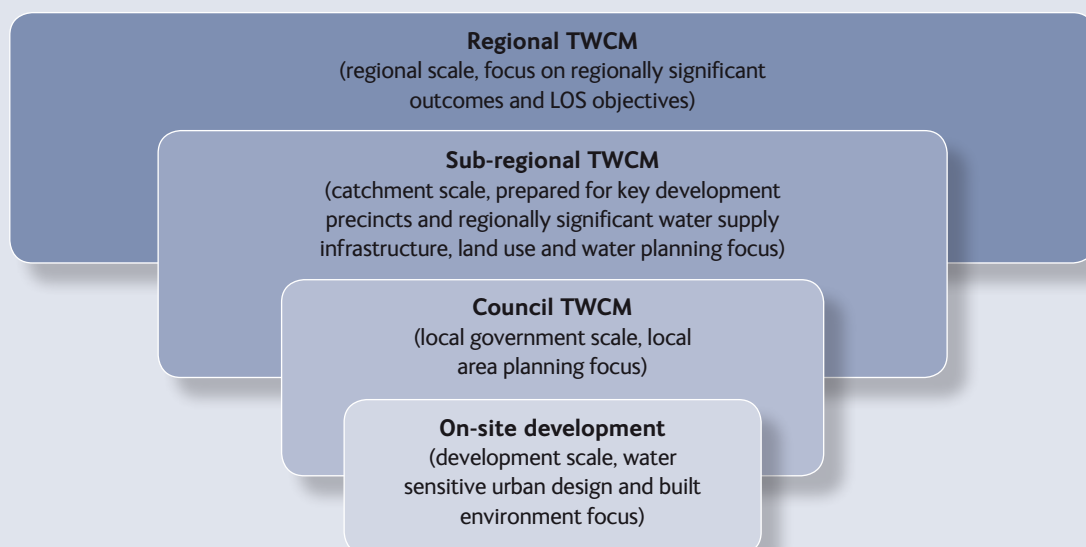 Regional TWCM
(regional scale, focus on regionally significant
outcomes and LOS objectives)
Sub-regional TWCM
(catchment scale, prepared for key development
precincts and regionally significant water supply
infrastructure, land use and water planning focus)
Council TWCM
(local government scale, local
area planning focus)
On-site development
(development scale, water
sensitive urban design and built
environment focus)